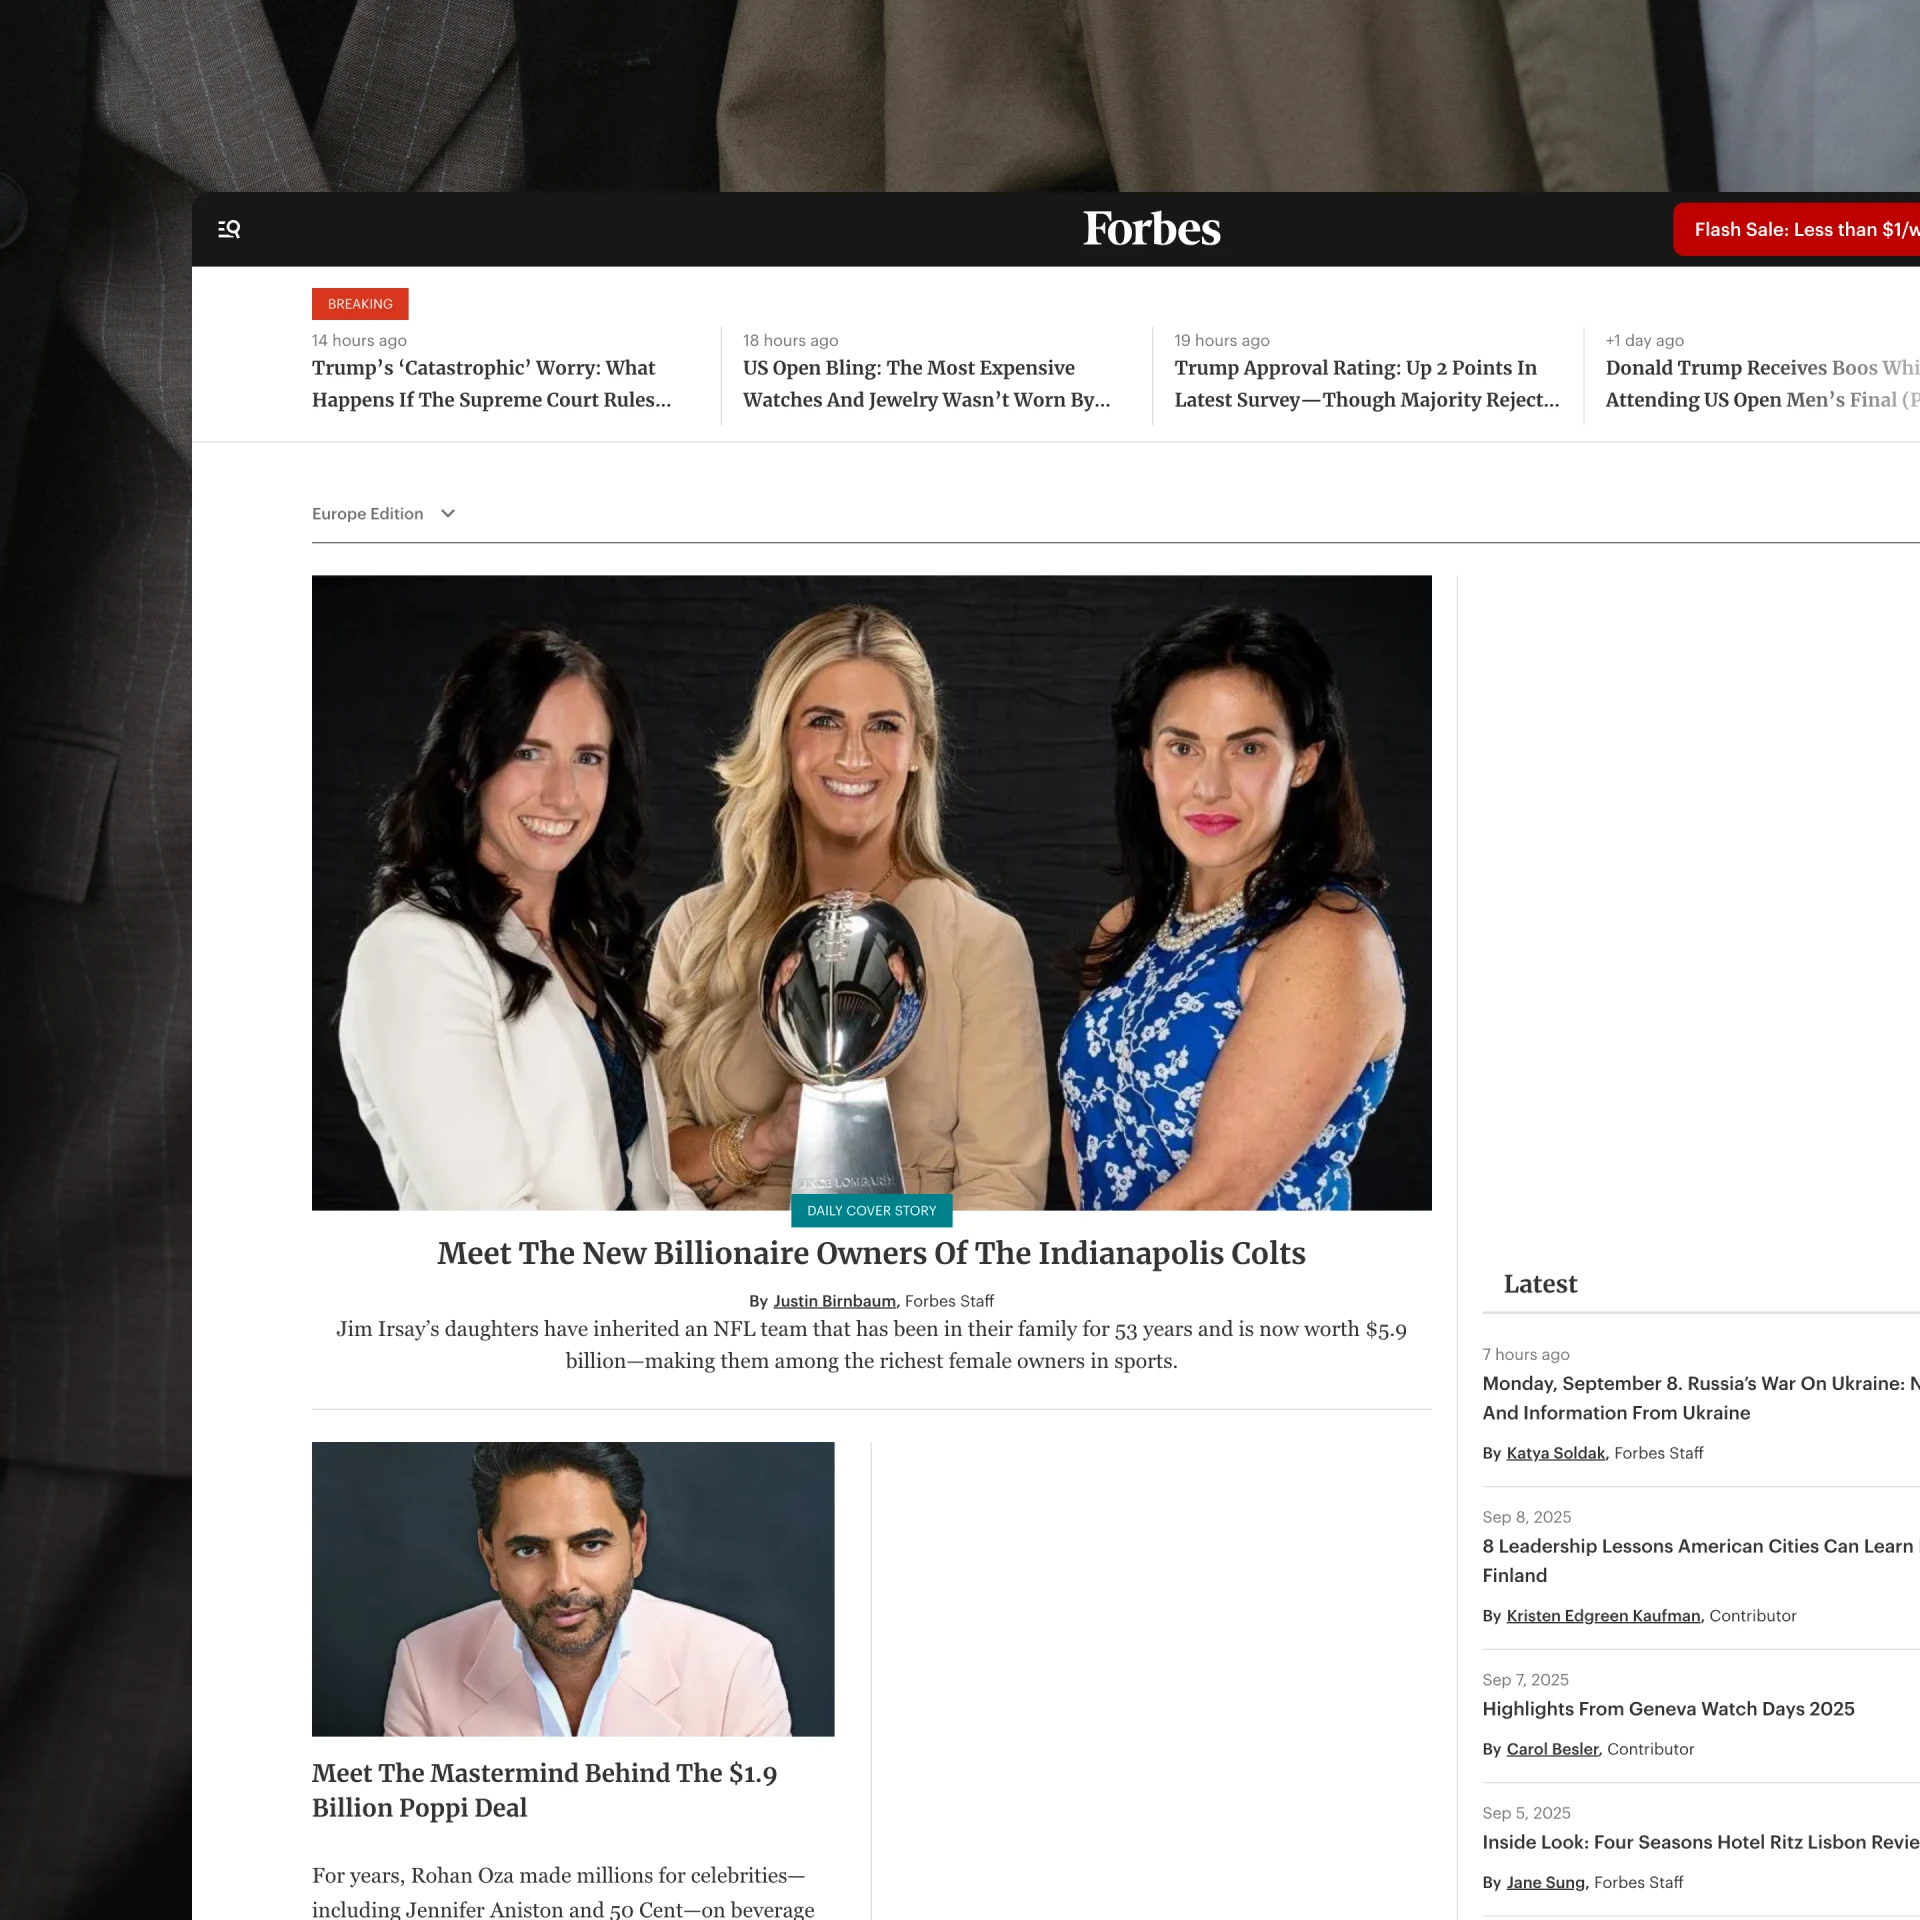 Forbes
Flash Sale: Less than $1/w
BREAKING
14 hours ago
Trump’s ‘Catastrophic’ Worry: What
Happens If The Supreme Court Rules...
18 hours ago
US Open Bling: The Most Expensive
Watches And Jewelry Wasn’t Worn By...
19 hours ago
Trump Approval Rating: Up 2 Points In
Latest Survey—Though Majority Reject...
+1 day ago
Donald Trump Receives Boos Whi
Attending US Open Men’s Final (P
Europe Edition
VINCE LOMBARDI
DAILY COVER STORY
Meet The New Billionaire Owners Of The Indianapolis Colts
By Justin Birnbaum, Forbes Staff
Jim Irsay’s daughters have inherited an NFL team that has been in their family for 53 years and is now worth $5.9
billion—making them among the richest female owners in sports.
Meet The Mastermind Behind The $1.9
Billion Poppi Deal
For years, Rohan Oza made millions for celebrities—
including Jennifer Aniston and 50 Cent—on beverage
Latest
7 hours ago
Monday, September 8. Russia’s War On Ukraine: N
And Information From Ukraine
By Katya Soldak, Forbes Staff
Sep 8, 2025
8 Leadership Lessons American Cities Can Learn
Finland
By Kristen Edgreen Kaufman, Contributor
Sep 7, 2025
Highlights From Geneva Watch Days 2025
By Carol Besler, Contributor
Sep 5, 2025
Inside Look: Four Seasons Hotel Ritz Lisbon Revie
By Jane Sung, Forbes Staff